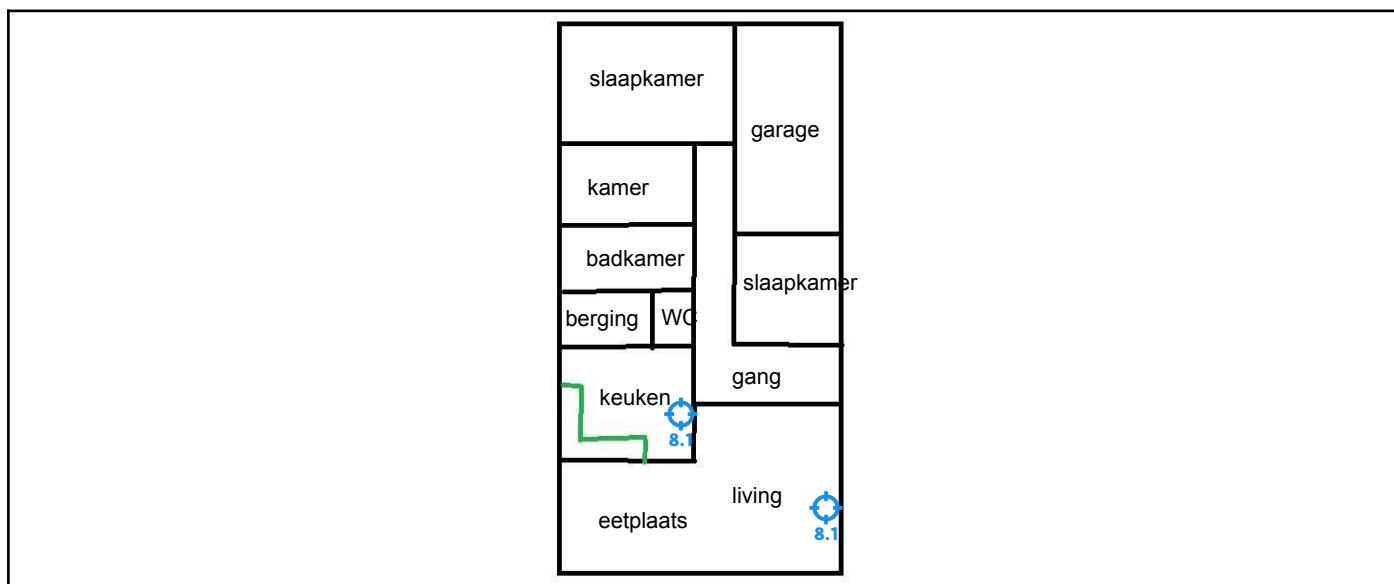 slaapkamer
garage
kamer
badkamer
slaapkamer
berging
WC
gang
keuken
8.1
living
eetplaats
8.1